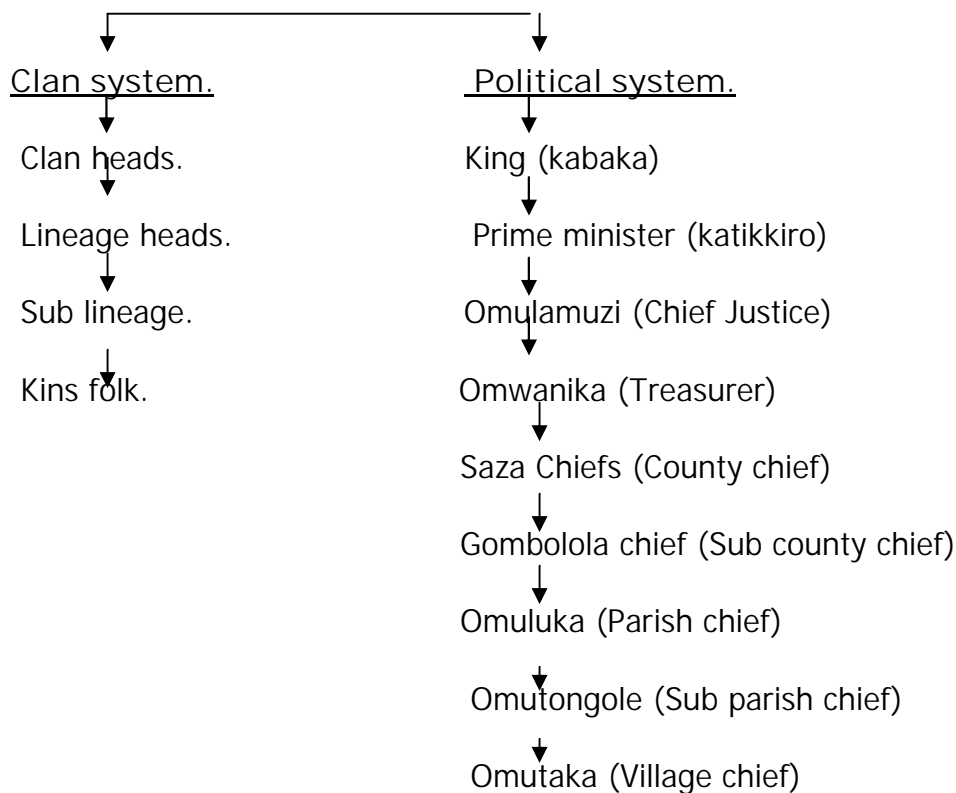 Clan system.
Clan heads.
Lineage heads.
Sub lineage.
Kins folk.
Political system.
King (kabaka)
Prime minister (katikkiro)
Omulamuzi (Chief Justice)
Omwanika (Treasurer)
Saza Chiefs (County chief)
Gombolola chief (Sub county chief)
Omuluka (Parish chief)
Omutongole (Sub parish chief)
Omutaka (Village chief)